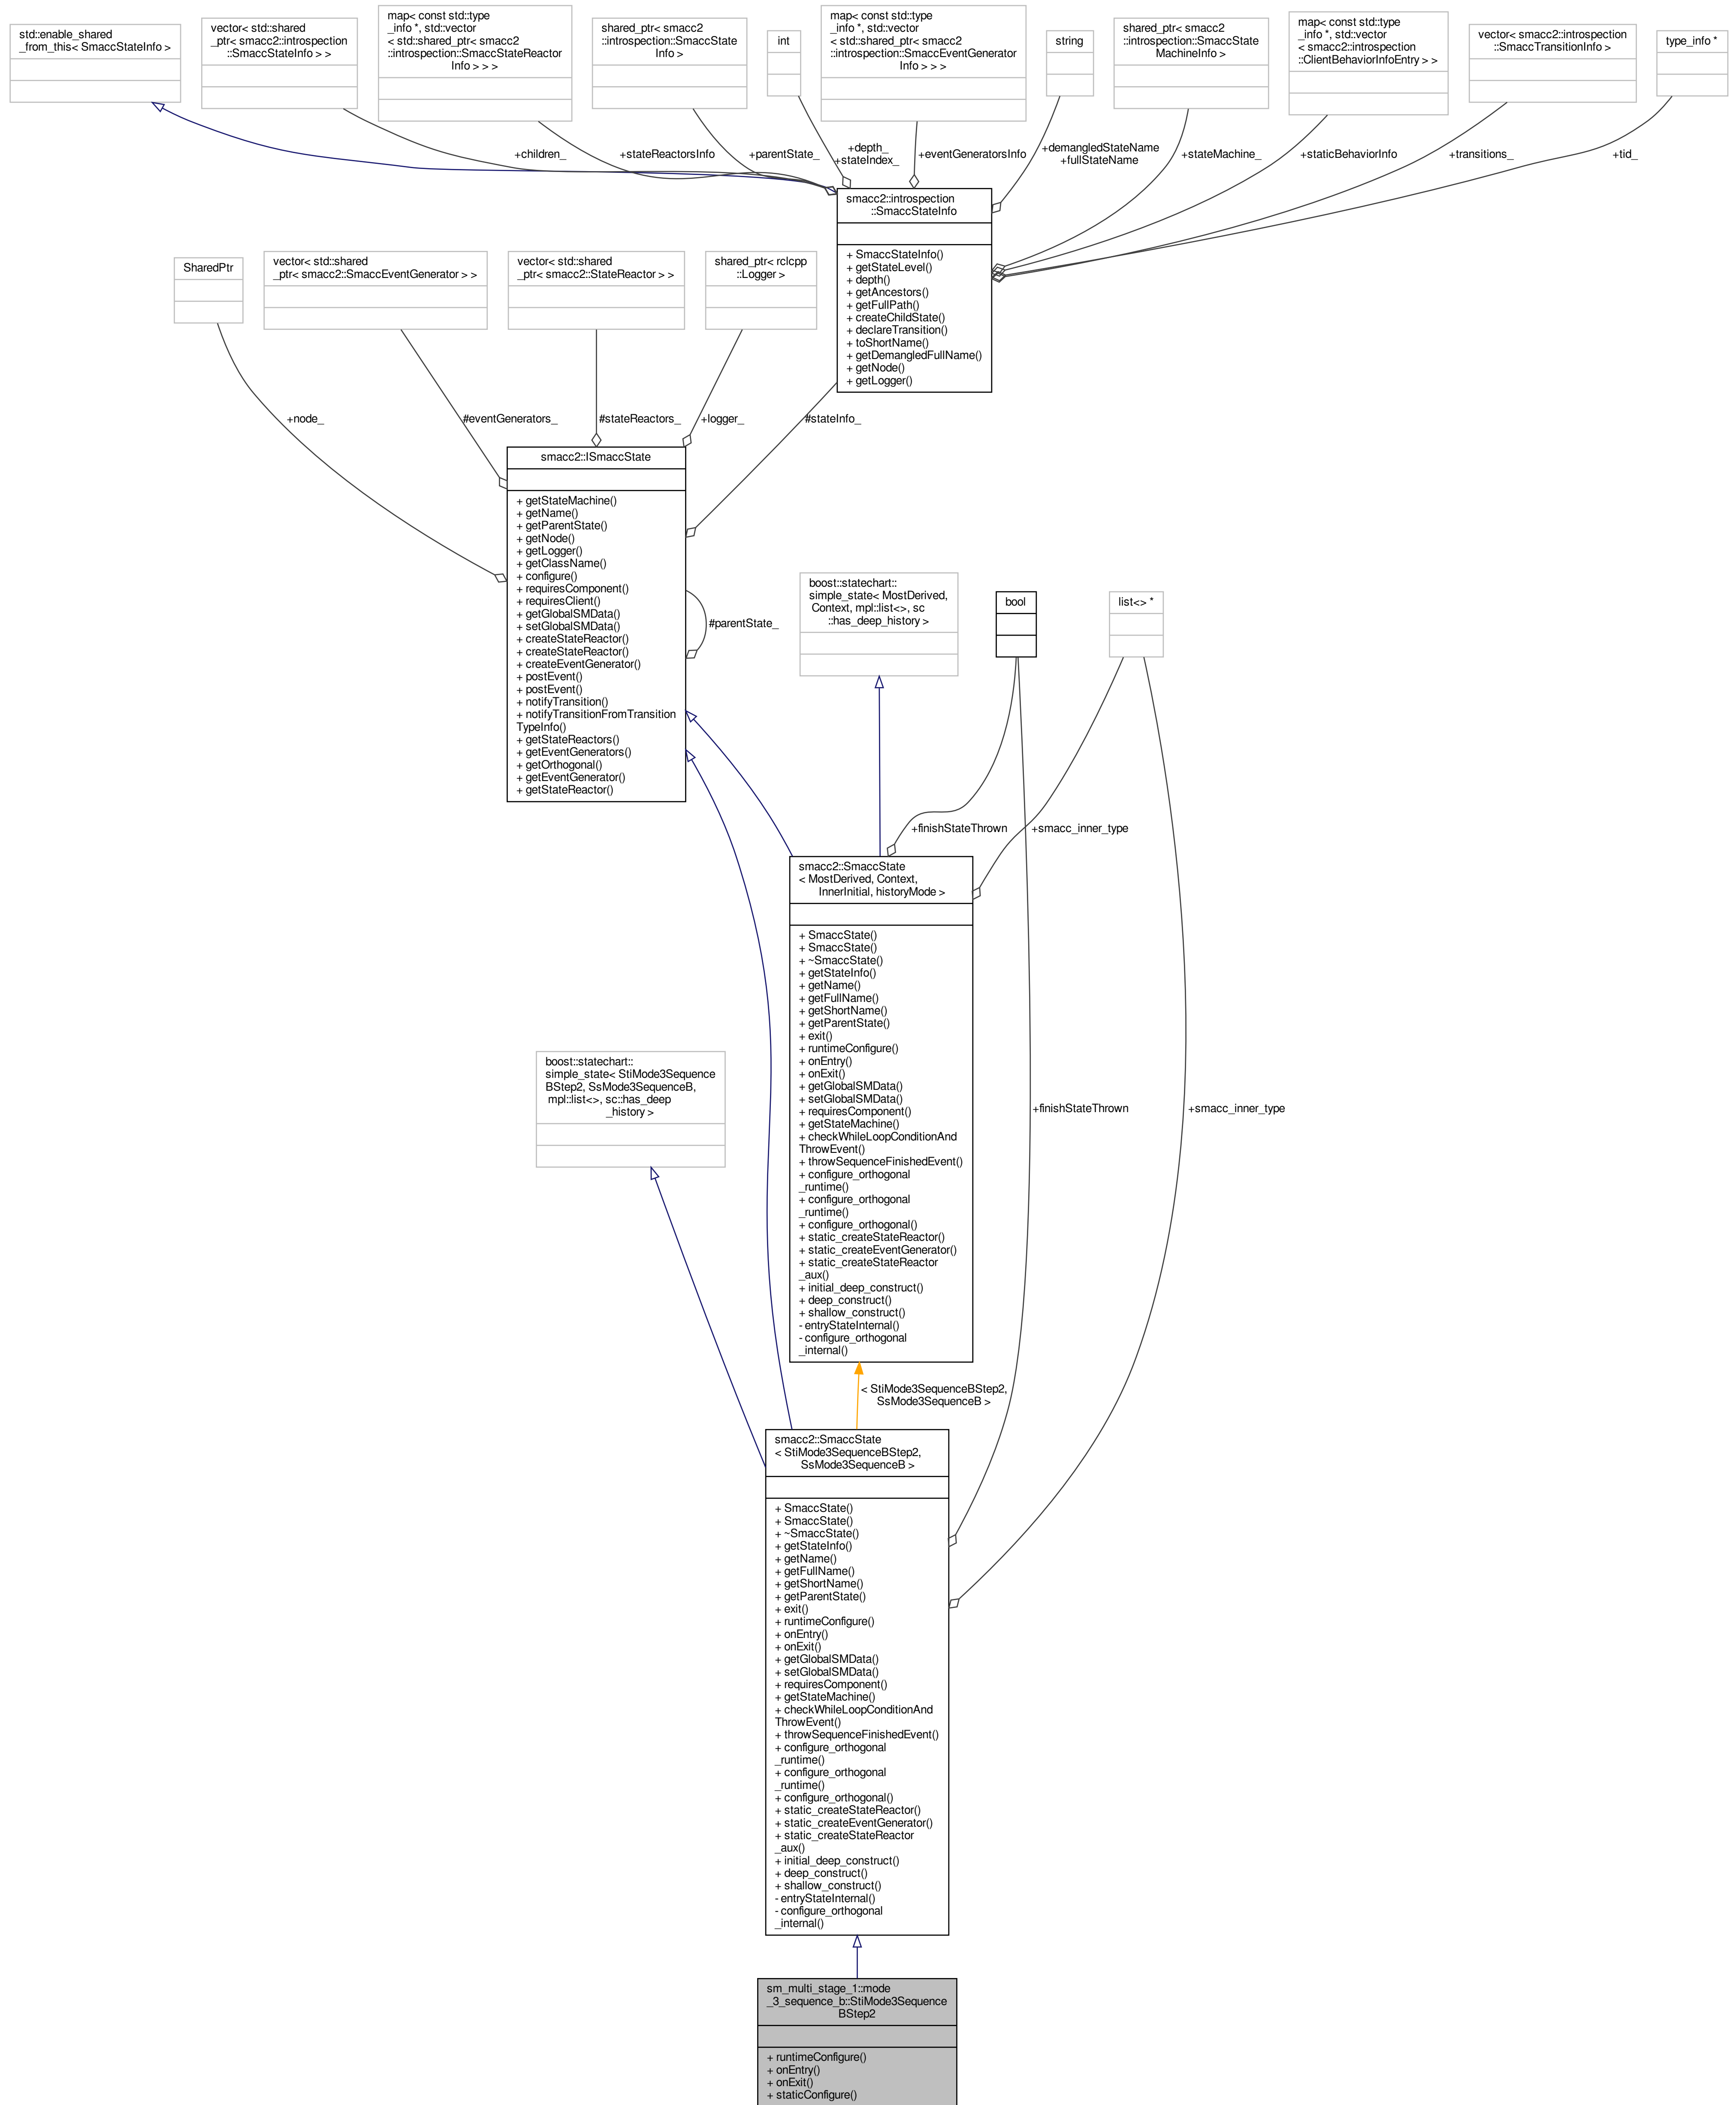 std::enable_shared
_from_this< SmaccStateInfo >
vector< std::shared
_ptr< smacc2::introspection
::SmaccStateInfo > >
map< const std::type
_info *, std::vector
< std::shared_ptr< smacc2
::introspection::SmaccStateReactor
Info > > >
shared_ptr< smacc2
::introspection::SmaccState
Info >
int
map< const std::type
_info *, std::vector
< std::shared_ptr< smacc2
::introspection::SmaccEventGenerator
Info > > >
string
shared_ptr< smacc2
::introspection::SmaccState
MachineInfo >
map< const std::type
_info *, std::vector
< smacc2::introspection
::ClientBehaviorInfoEntry > >
vector< smacc2::introspection
::SmaccTransitionInfo >
type_info *
+children_
+stateReactorsInfo
+parentState_
+depth_
+stateIndex_
+eventGeneratorsInfo
+demangledStateName
+fullStateName
+stateMachine_
+staticBehaviorInfo
+transitions_
+tid_
smacc2::introspection
::SmaccStateInfo
+ SmaccStateInfo()
+ getStateLevel()
+ depth()
+ getAncestors()
+ getFullPath()
+ createChildState()
+ declareTransition()
+ toShortName()
+ getDemangledFullName()
+ getNode()
+ getLogger()
SharedPtr
vector< std::shared
_ptr< smacc2::SmaccEventGenerator > >
vector< std::shared
_ptr< smacc2::StateReactor > >
shared_ptr< rclcpp
::Logger >
+node_
#eventGenerators_
#stateReactors_
+logger_
#stateInfo_
smacc2::ISmaccState
+ getStateMachine()
+ getName()
+ getParentState()
+ getNode()
+ getLogger()
+ getClassName()
+ configure()
+ requiresComponent()
+ requiresClient()
+ getGlobalSMData()
+ setGlobalSMData()
+ createStateReactor()
+ createStateReactor()
+ createEventGenerator()
+ postEvent()
+ postEvent()
+ notifyTransition()
+ notifyTransitionFromTransition
TypeInfo()
+ getStateReactors()
+ getEventGenerators()
+ getOrthogonal()
+ getEventGenerator()
+ getStateReactor()
#parentState_
boost::statechart::
simple_state< MostDerived,
Context, mpl::list<>, sc
::has_deep_history >
bool
list<> *
+finishStateThrown
+smacc_inner_type
smacc2::SmaccState
< MostDerived, Context,
InnerInitial, historyMode >
+ SmaccState()
+ SmaccState()
+ ~SmaccState()
+ getStateInfo()
+ getName()
+ getFullName()
+ getShortName()
+ getParentState()
+ exit()
+ runtimeConfigure()
+ onEntry()
+ onExit()
+ getGlobalSMData()
+ setGlobalSMData()
+ requiresComponent()
+ getStateMachine()
+ checkWhileLoopConditionAnd
ThrowEvent()
+ throwSequenceFinishedEvent()
+ configure_orthogonal
_runtime()
+ configure_orthogonal
_runtime()
+ configure_orthogonal()
+ static_createStateReactor()
+ static_createEventGenerator()
+ static_createStateReactor
_aux()
+ initial_deep_construct()
+ deep_construct()
+ shallow_construct()
- entryStateInternal()
- configure_orthogonal
_internal()
boost::statechart::
simple_state< StiMode3Sequence
BStep2, SsMode3SequenceB,
mpl::list<>, sc::has_deep
_history >
+finishStateThrown
+smacc_inner_type
< StiMode3SequenceBStep2,
SsMode3SequenceB >
smacc2::SmaccState
< StiMode3SequenceBStep2,
SsMode3SequenceB >
+ SmaccState()
+ SmaccState()
+ ~SmaccState()
+ getStateInfo()
+ getName()
+ getFullName()
+ getShortName()
+ getParentState()
+ exit()
+ runtimeConfigure()
+ onEntry()
+ onExit()
+ getGlobalSMData()
+ setGlobalSMData()
+ requiresComponent()
+ getStateMachine()
+ checkWhileLoopConditionAnd
ThrowEvent()
+ throwSequenceFinishedEvent()
+ configure_orthogonal
_runtime()
+ configure_orthogonal
_runtime()
+ configure_orthogonal()
+ static_createStateReactor()
+ static_createEventGenerator()
+ static_createStateReactor
_aux()
+ initial_deep_construct()
+ deep_construct()
+ shallow_construct()
- entryStateInternal()
- configure_orthogonal
_internal()
sm_multi_stage_1::mode
_3_sequence_b::StiMode3Sequence
BStep2
+ runtimeConfigure()
+ onEntry()
+ onExit()
+ staticConfigure()